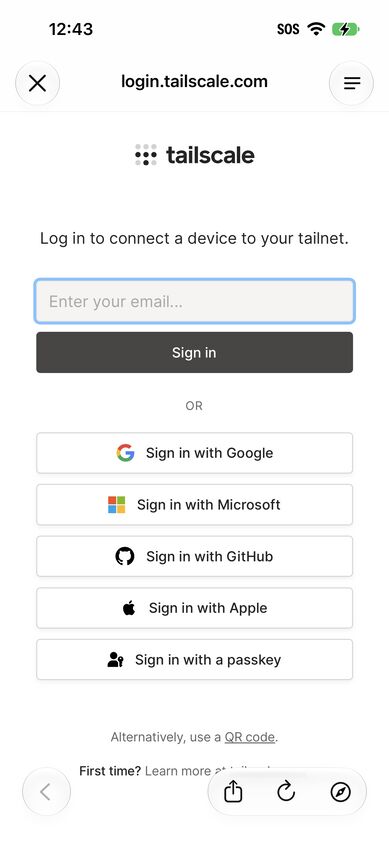 12:43
SOS
login.tailscale.com
tailscale
Log in to connect a device to your tailnet.
Enter your email...
Sign in
OR
Sign in with Google
Sign in with Microsoft
Sign in with GitHub
Sign in with Apple
Sign in with a passkey
Alternatively, use a QR code.
First time? Learn more at